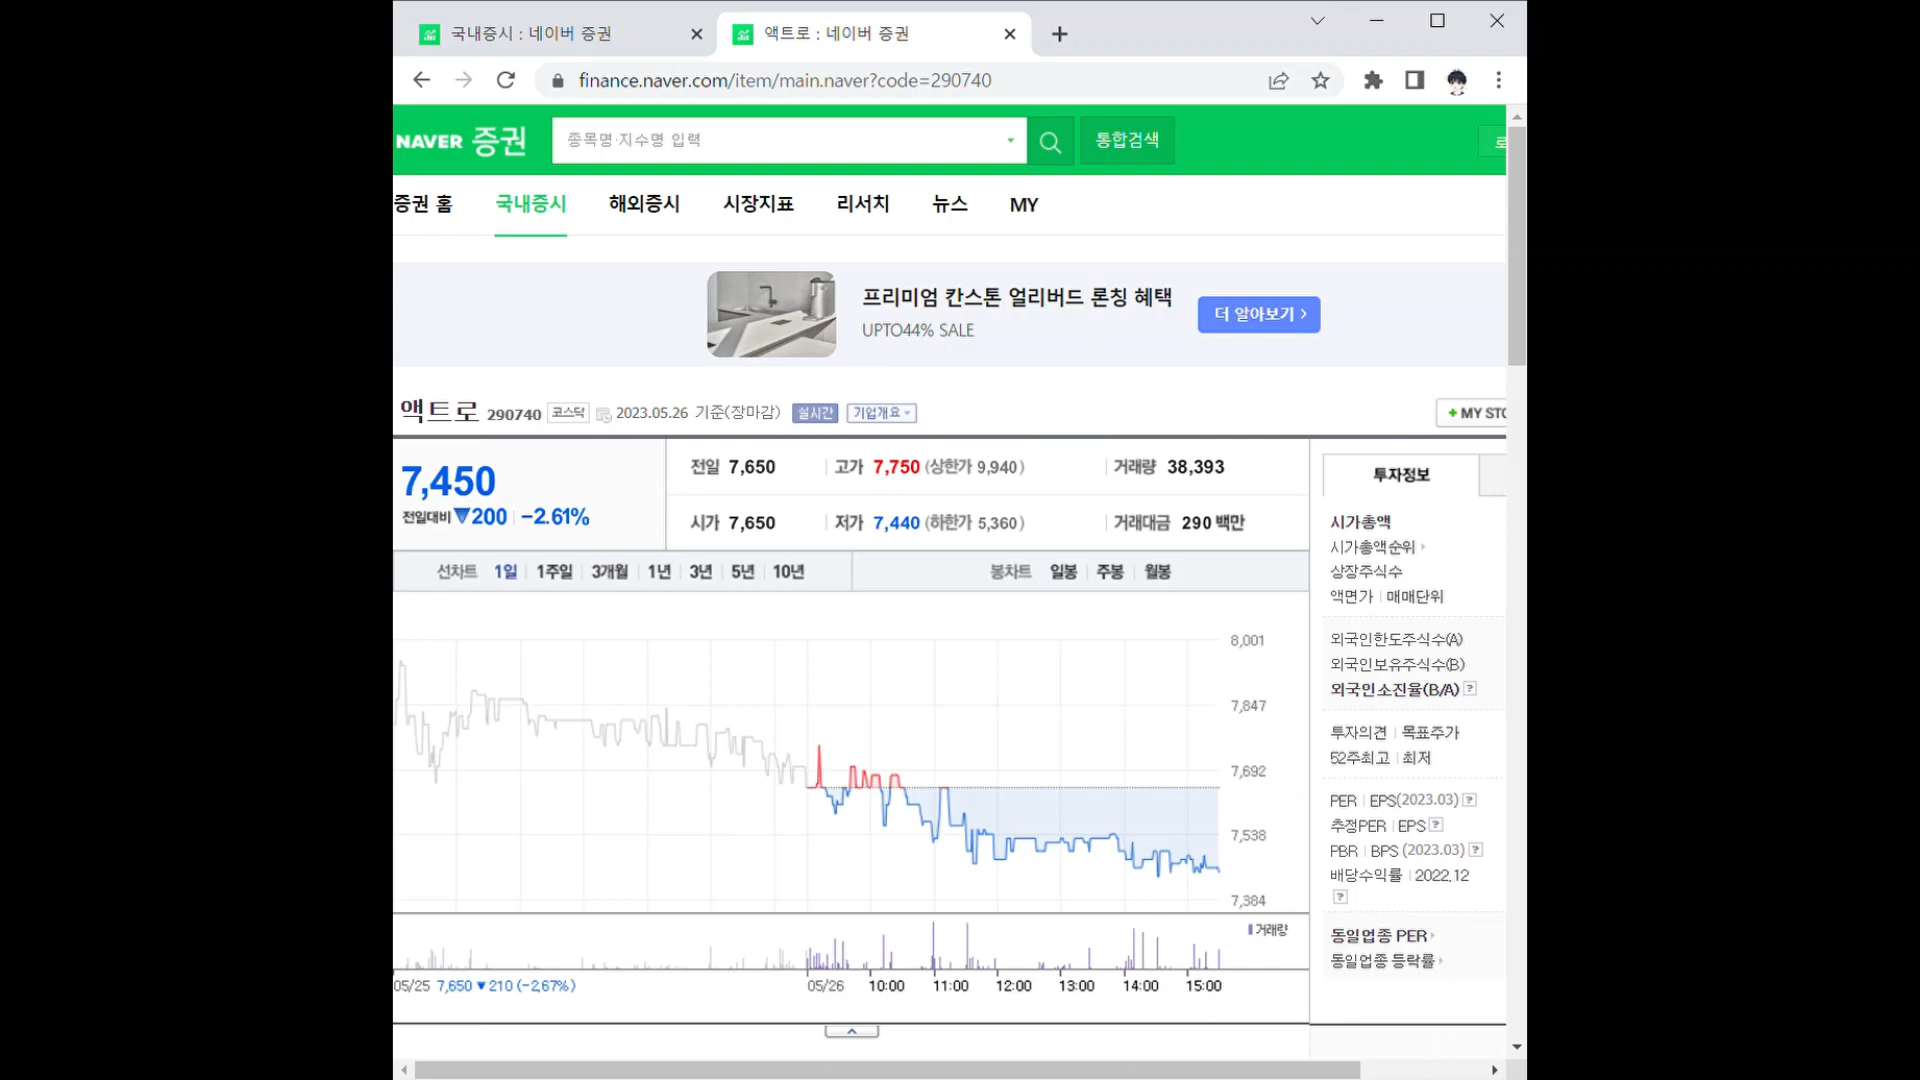 국내증시 : 네이버 증권
액트로 : 네이버 증권
finance.naver.com/item/main.naver?code=290740
NAVER 증권
종목명·지수명 입력
통합검색
로
증권 홈 국내증시 해외증시 시장지표 리서치 뉴스 MY
프리미엄 칸스톤 얼리버드 론칭 혜택
UPTO44% SALE
더 알아보기 >
액트로 290740 코스닥 2023.05.26 기준(장마감) 실시간 기업개요
+ MY STO
7,450
전일대비 ▼200 | -2.61%
전일 7,650 고가 7,750 (상한가 9,940) 거래량 38,393
시가 7,650 저가 7,440 (하한가 5,360) 거래대금 290 백만
선차트 1일 1주일 3개월 1년 3년 5년 10년 봉차트 일봉 주봉 월봉
8,001
7,847
7,692
7,538
7,384
거래량
05/25 7,650 ▼ 210 (-2.67%)
05/26 10:00 11:00 12:00 13:00 14:00 15:00
투자정보
시가총액
시가총액순위
상장주식수
액면가 | 매매단위
외국인한도주식수(A)
외국인보유주식수(B)
외국인소진율(B/A) ?
투자의견 | 목표주가
52주최고 | 최저
PER | EPS(2023.03) ?
추정PER | EPS ?
PBR | BPS (2023.03) ?
배당수익률 | 2022.12
?
동일업종 PER
동일업종 등락률